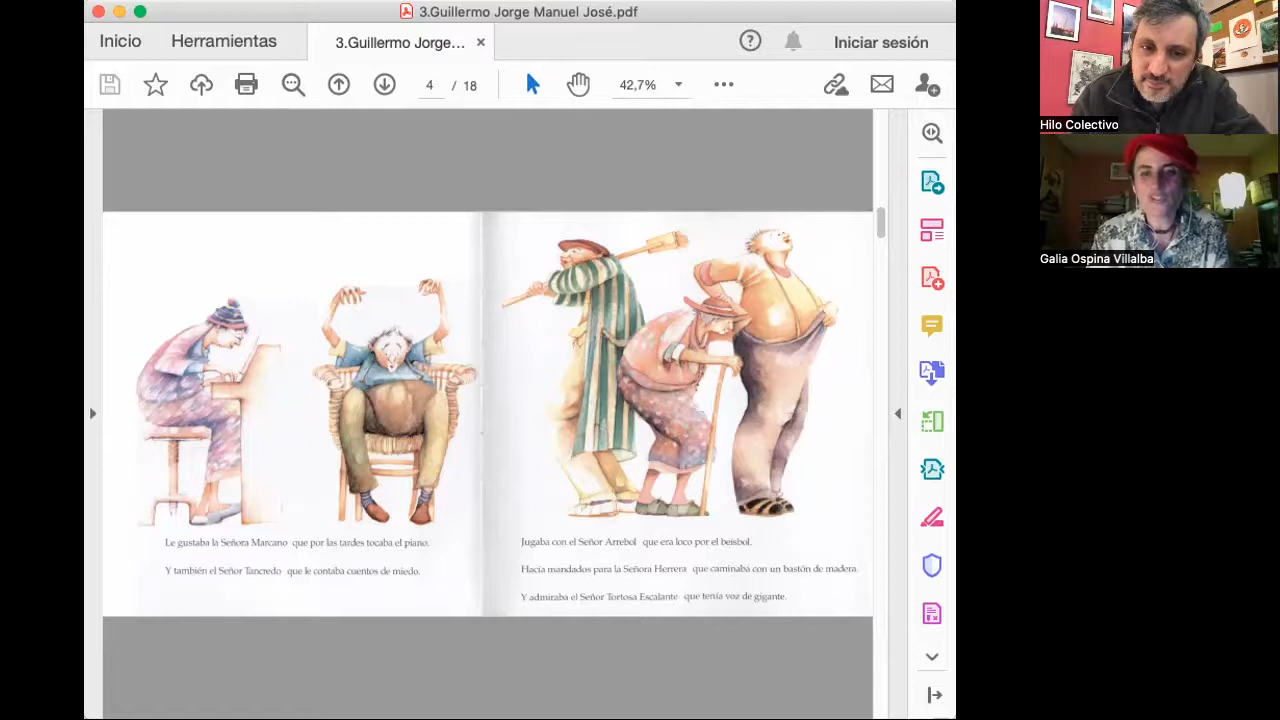 3.Guillermo Jorge Manuel José.pdf
Inicio
Herramientas
3.Guillermo Jorge...
Iniciar sesión
4 / 18
42,7%
Hilo Colectivo
Galia Ospina Villalba
Le gustaba la Señora Marcano que por las tardes tocaba el piano.
Y también el Señor Tancredo que le contaba cuentos de miedo.
Jugaba con el Señor Arrebol que era loco por el beisbol.
Hacía mandados para la Señora Herrera que caminaba con un bastón de madera.
Y admiraba el Señor Tortosa Escalante que tenía voz de gigante.